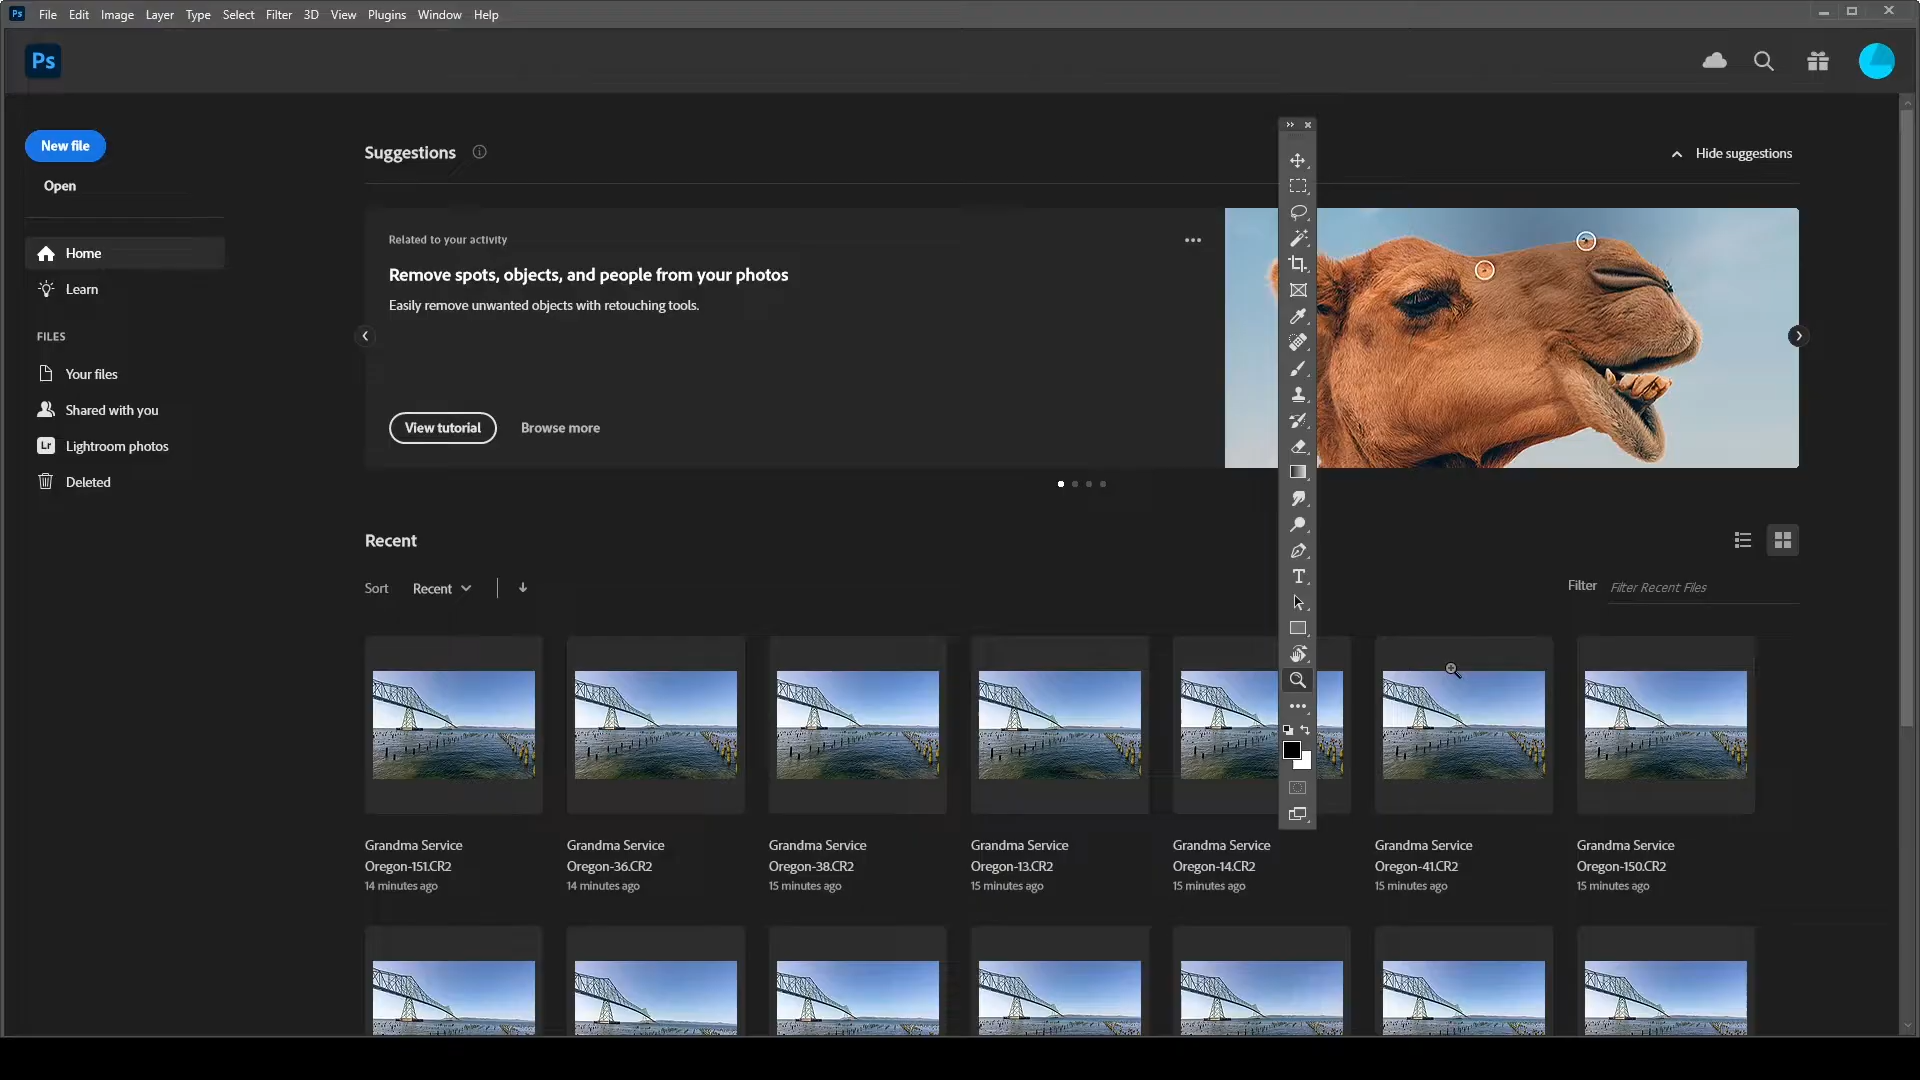 Ps File Edit Image Layer Type Select Filter 3D View Plugins Window Help
Ps
New file
Open
Home
Learn
FILES
Your files
Shared with you
Lr Lightroom photos
Deleted
Suggestions
Hide suggestions
Related to your activity
Remove spots, objects, and people from your photos
Easily remove unwanted objects with retouching tools.
View tutorial Browse more
Recent
Sort Recent
Filter Filter Recent Files
Grandma Service
Oregon-151.CR2
14 minutes ago
Grandma Service
Oregon-36.CR2
14 minutes ago
Grandma Service
Oregon-38.CR2
15 minutes ago
Grandma Service
Oregon-13.CR2
15 minutes ago
Grandma Service
Oregon-14.CR2
15 minutes ago
Grandma Service
Oregon-41.CR2
15 minutes ago
Grandma Service
Oregon-150.CR2
15 minutes ago